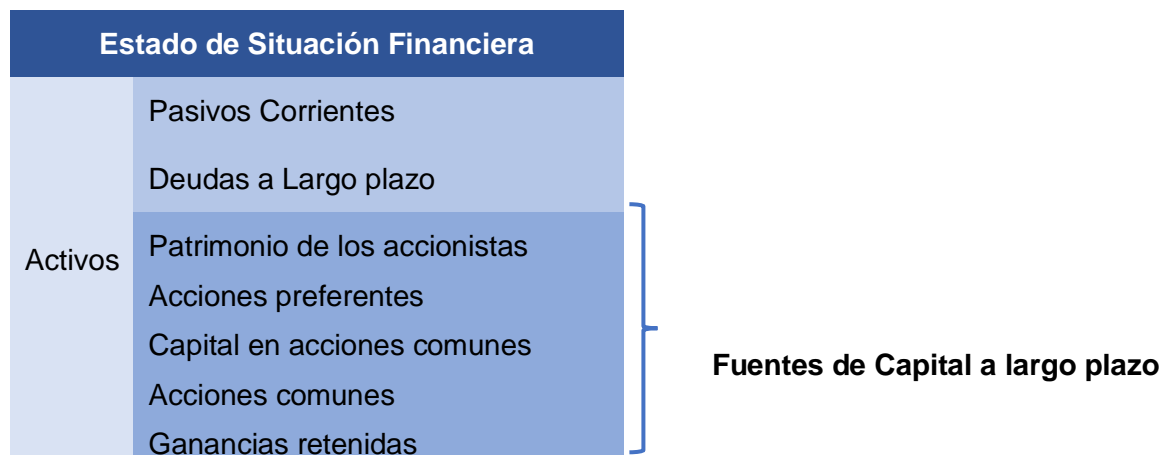 Estado de Situación Financiera
Pasivos Corrientes
Deudas a Largo plazo
Activos
Patrimonio de los accionistas
Acciones preferentes
Capital en acciones comunes
Acciones comunes
Ganancias retenidas
Fuentes de Capital a largo plazo